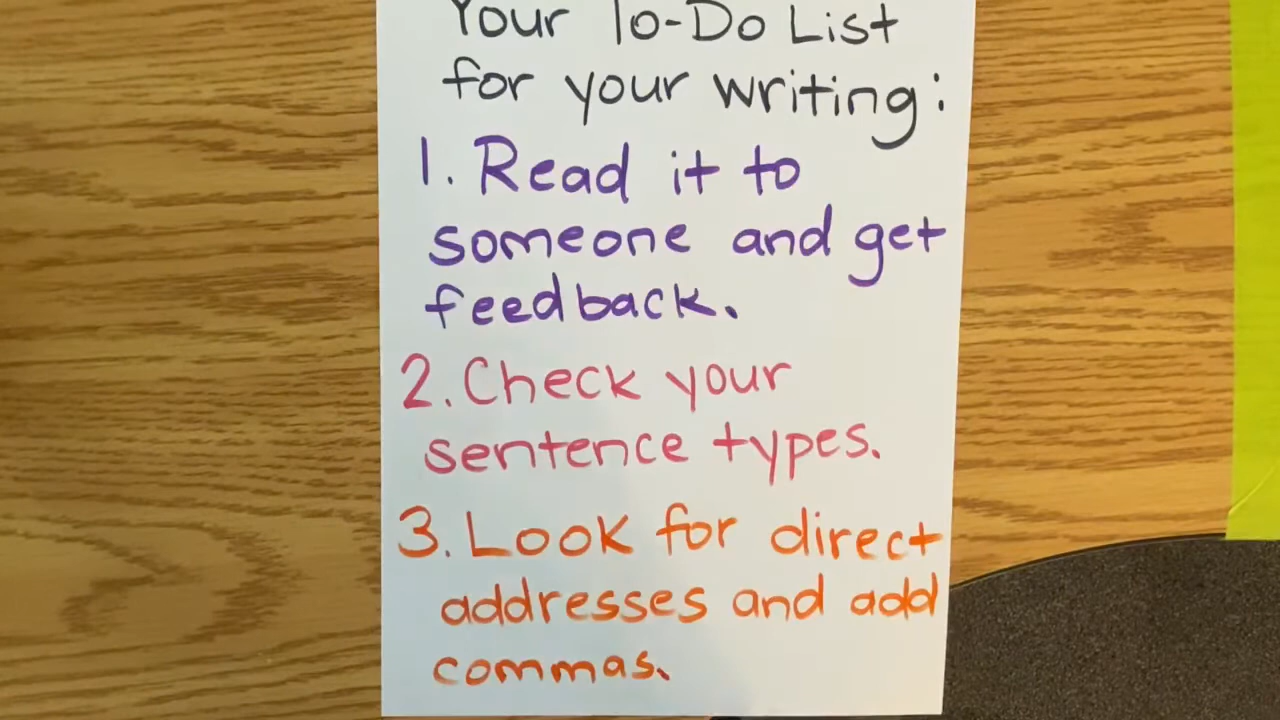 Your To-Do List
for your writing:
1. Read it to
someone and get
feedback.
2. Check your
sentence types.
3. Look for direct
addresses and add
commas.